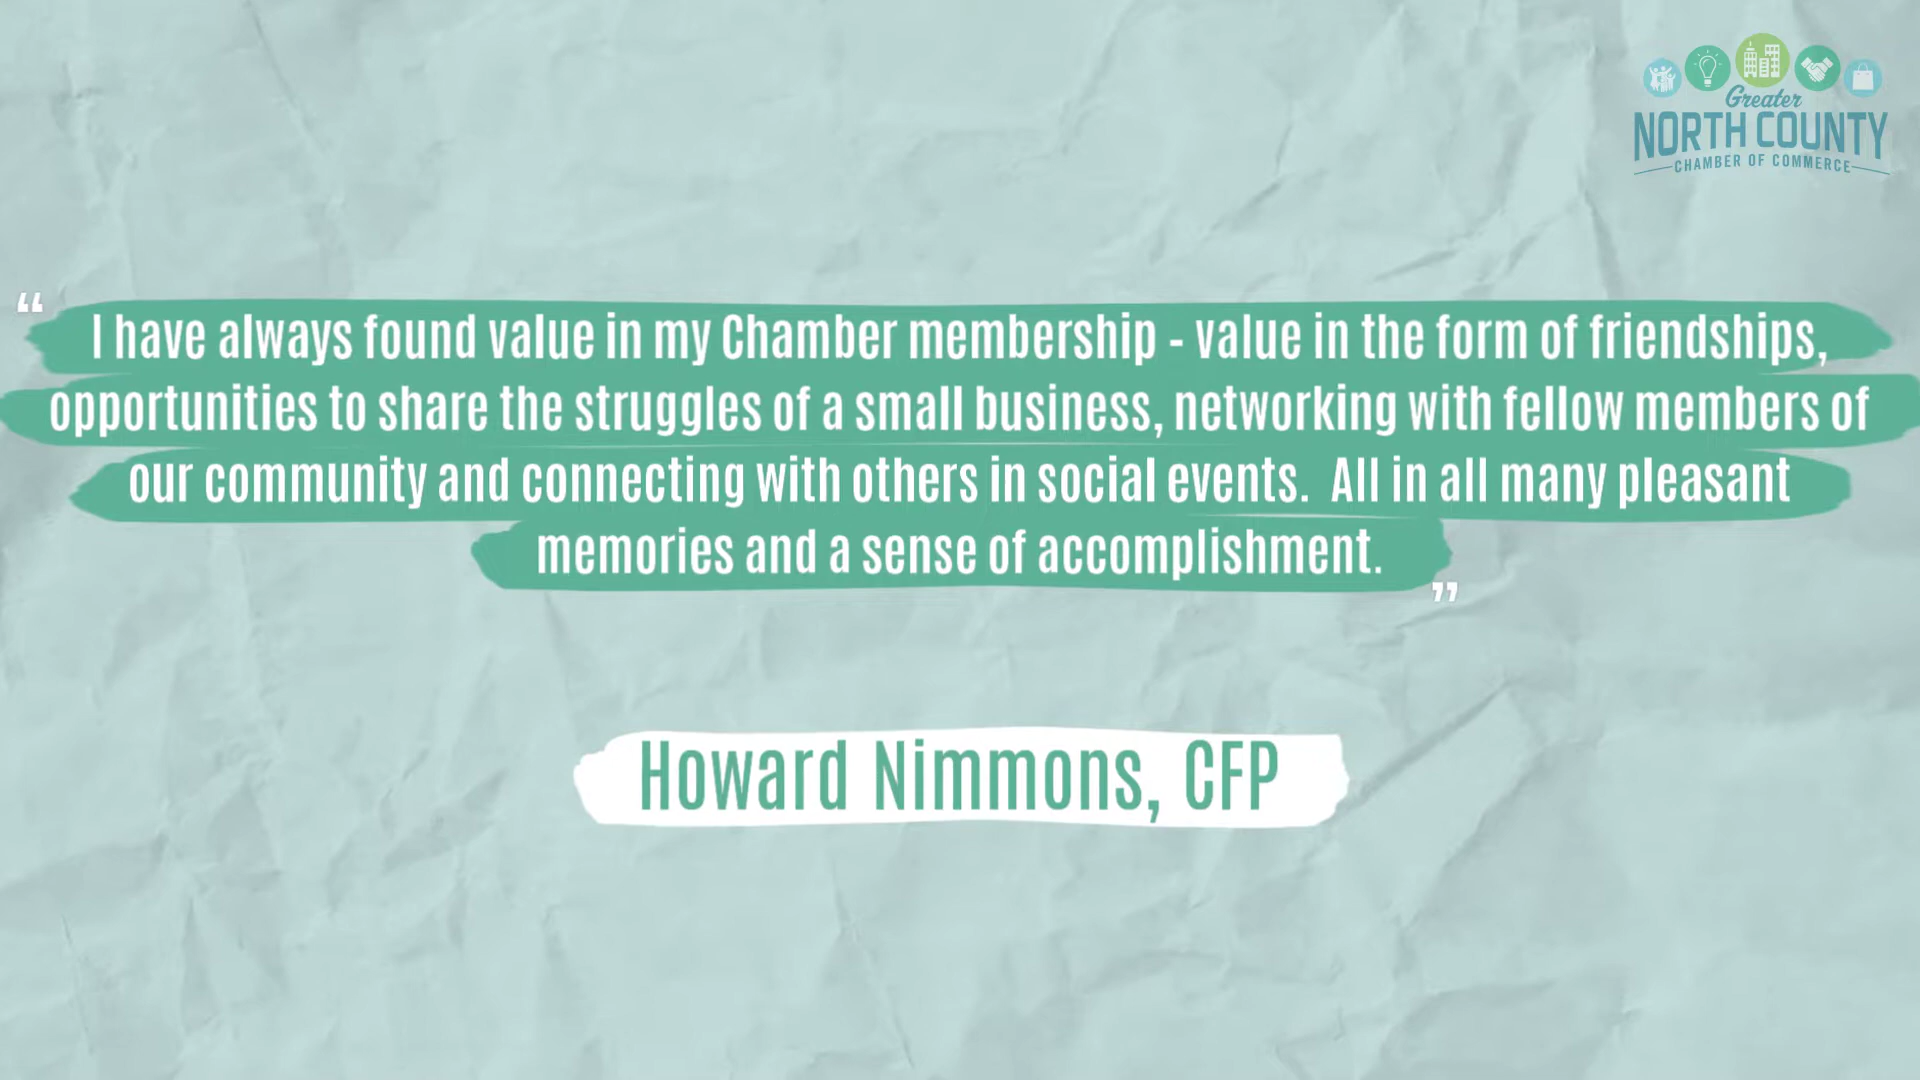 Greater
NORTH COUNTY
CHAMBER OF COMMERCE
“
I have always found value in my Chamber membership - value in the form of friendships,
opportunities to share the struggles of a small business, networking with fellow members of
our community and connecting with others in social events.  All in all many pleasant
memories and a sense of accomplishment.
”
Howard Nimmons, CFP